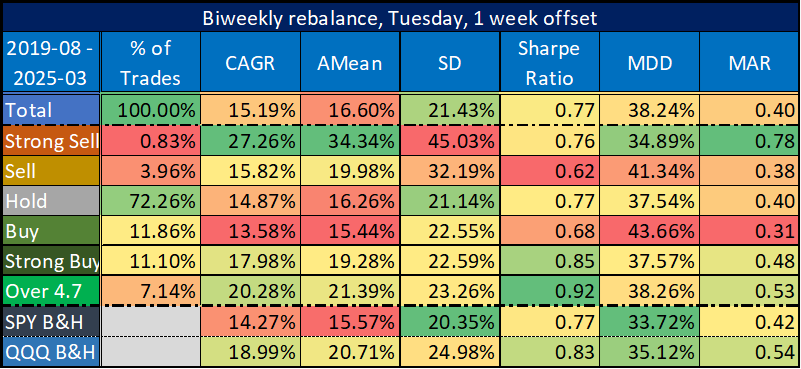 Biweekly rebalance, Tuesday, 1 week offset
2019-08 - 2025-03 % of Trades CAGR AMean SD Sharpe Ratio MDD MAR
Total 100.00% 15.19% 16.60% 21.43% 0.77 38.24% 0.40
Strong Sell 0.83% 27.26% 34.34% 45.03% 0.76 34.89% 0.78
Sell 3.96% 15.82% 19.98% 32.19% 0.62 41.34% 0.38
Hold 72.26% 14.87% 16.26% 21.14% 0.77 37.54% 0.40
Buy 11.86% 13.58% 15.44% 22.55% 0.68 43.66% 0.31
Strong Buy 11.10% 17.98% 19.28% 22.59% 0.85 37.57% 0.48
Over 4.7 7.14% 20.28% 21.39% 23.26% 0.92 38.26% 0.53
SPY B&H 14.27% 15.57% 20.35% 0.77 33.72% 0.42
QQQ B&H 18.99% 20.71% 24.98% 0.83 35.12% 0.54